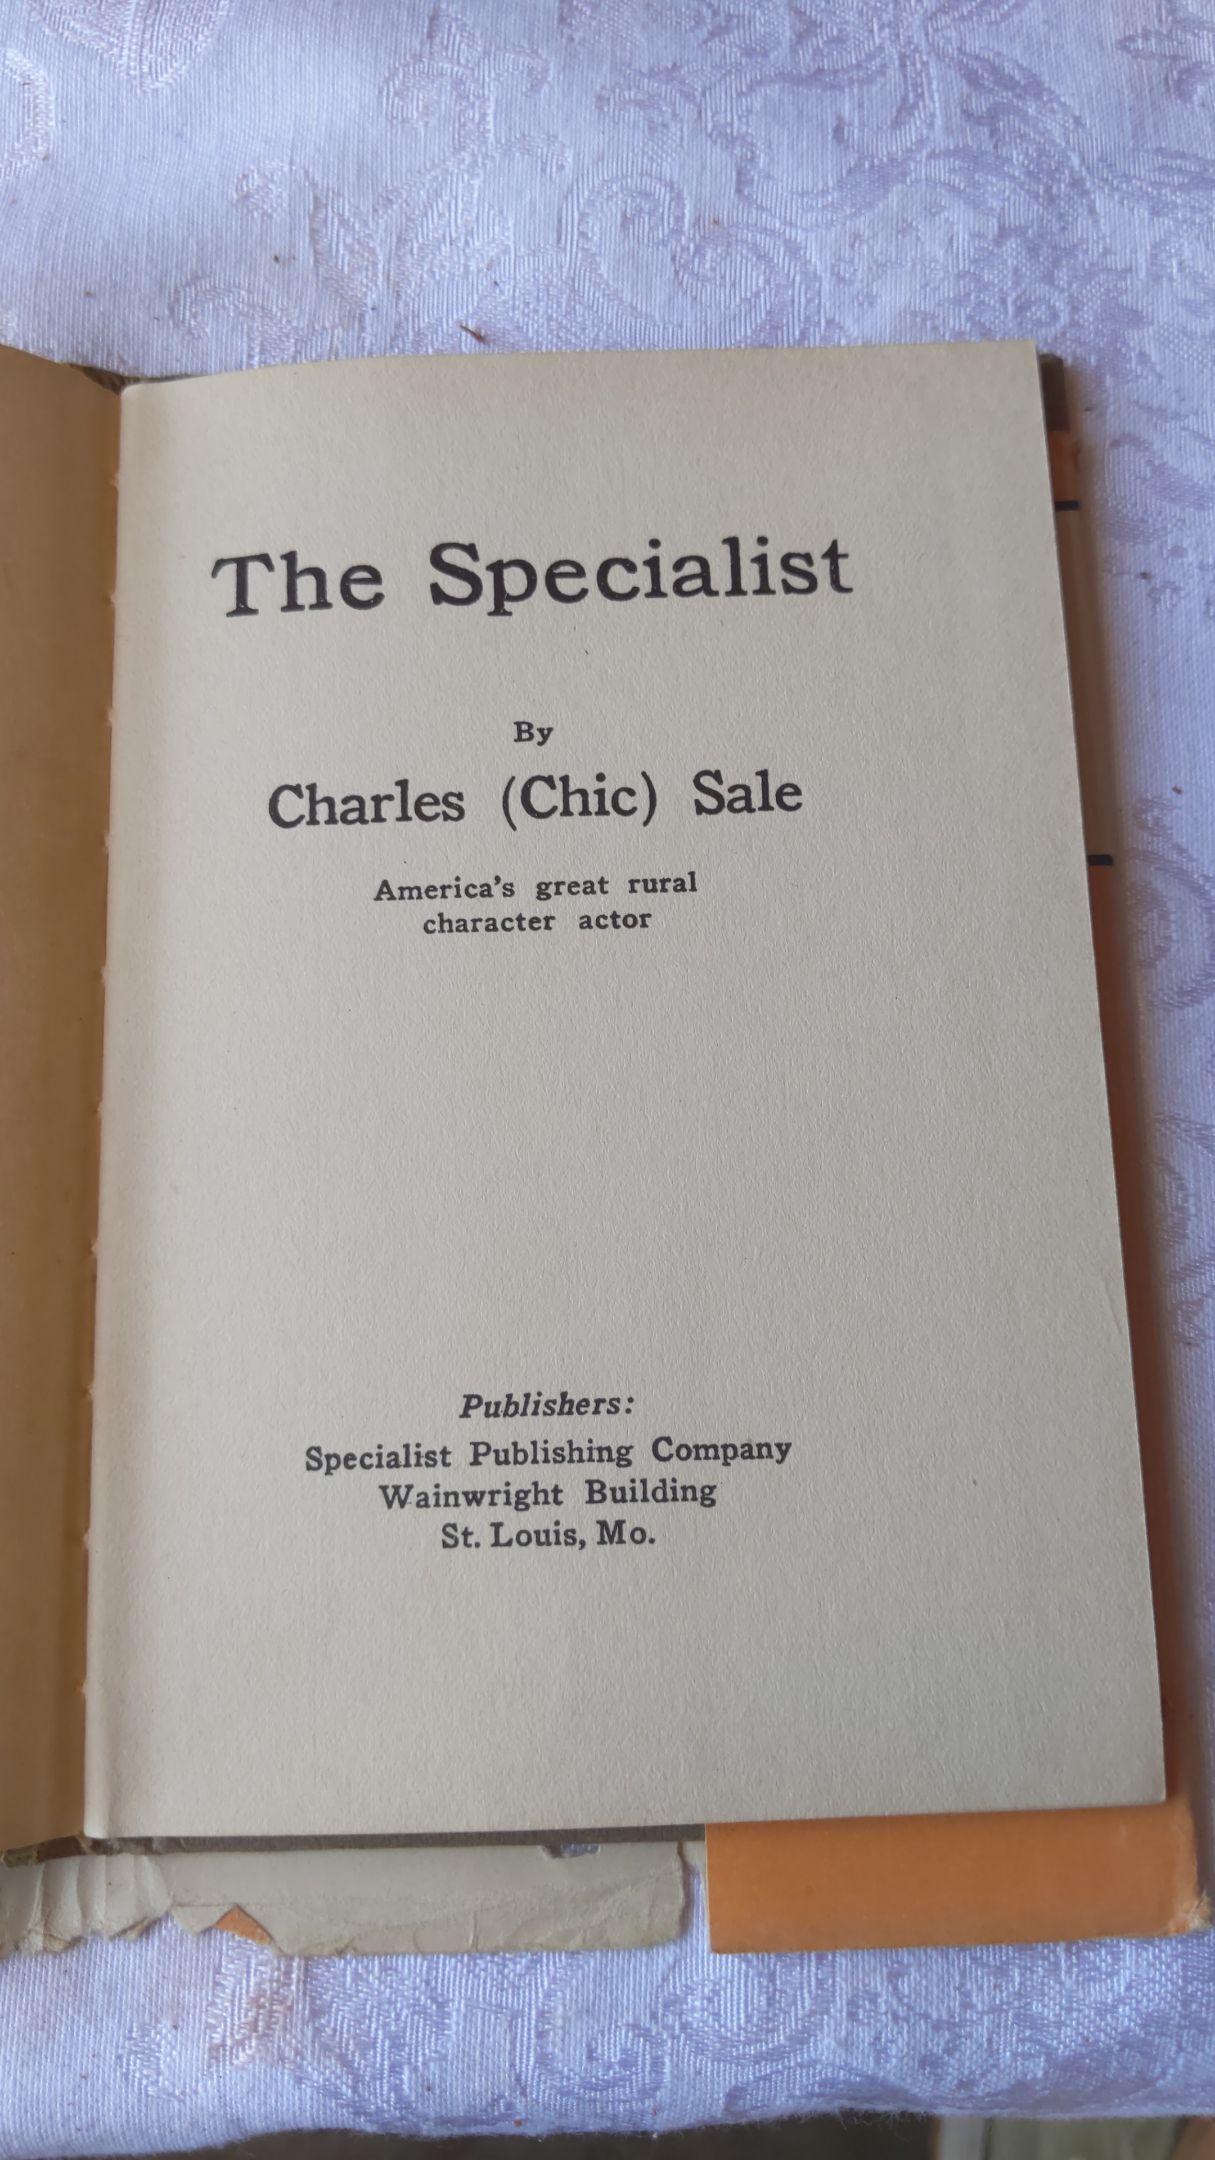 The Specialist
By
Charles (Chic) Sale
America's great rural
character actor
Publishers:
Specialist Publishing Company
Wainwright Building
St. Louis, Mo.